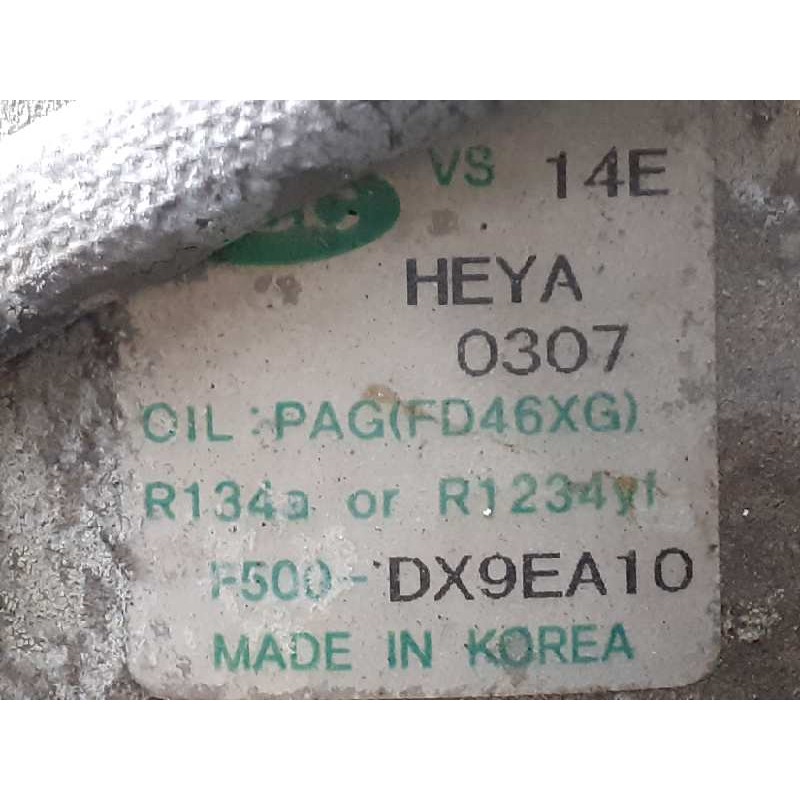 VS 14E
HEYA
0307
OIL : PAG(FD46XG)
R134a or R1234yf
F500-DX9EA10
MADE IN KOREA